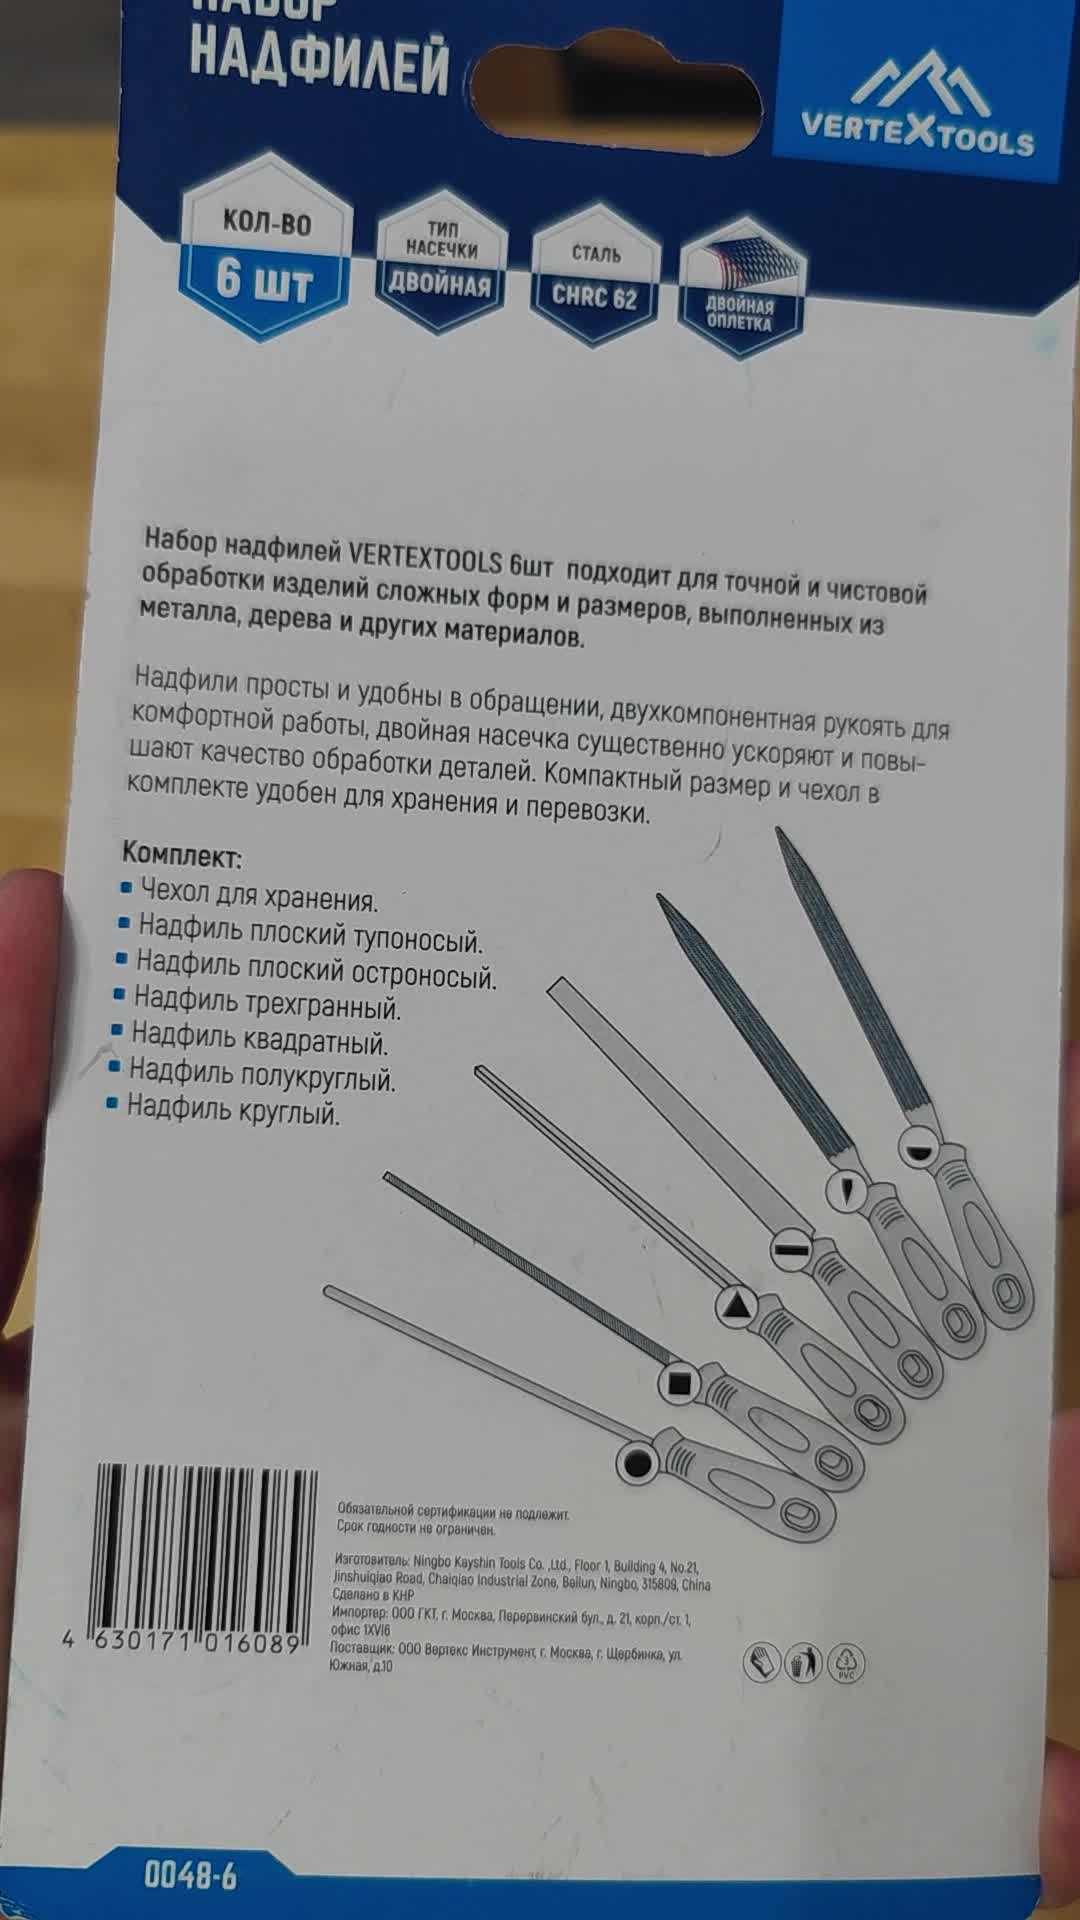 НАБОР
НАДФИЛЕЙ
VERTEXTOOLS
КОЛ-ВО
6 ШТ
ТИП
НАСЕЧКИ
ДВОЙНАЯ
СТАЛЬ
CHRC 62
ДВОЙНАЯ
ОПЛЕТКА
Набор надфилей VERTEXTOOLS 6шт подходит для точной и чистовой
обработки изделий сложных форм и размеров, выполненных из
металла, дерева и других материалов.
Надфили просты и удобны в обращении, двухкомпонентная рукоять для
комфортной работы, двойная насечка существенно ускоряют и повы-
шают качество обработки деталей. Компактный размер и чехол в
комплекте удобен для хранения и перевозки.
Комплект:
Чехол для хранения.
Надфиль плоский тупоносый.
Надфиль плоский остроносый.
Надфиль трехгранный.
Надфиль квадратный.
Надфиль полукруглый.
Надфиль круглый.
Обязательной сертификации не подлежит.
Срок годности не ограничен.
Изготовитель: Ningbo Kayshin Tools Co. ,Ltd., Floor 1, Building 4, No.21,
Jinshuiqiao Road, Chaiqiao Industrial Zone, Beilun, Ningbo, 315809, China
Сделано в КНР
Импортер: ООО ГКТ, г. Москва, Перервинский бул., д. 21, корп./ст. 1,
офис 1XVI6
Поставщик: ООО Вертекс Инструмент, г. Москва, г. Щербинка, ул.
Южная, д.10
4 630171 016089
3
PVC
0048-6